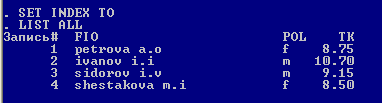 . SET INDEX TO
. LIST ALL
Запись# FIO POL TK
1 petrova a.o f 8.75
2 ivanov i.i m 10.70
3 sidorov i.v m 9.15
4 shestakova m.i f 8.50